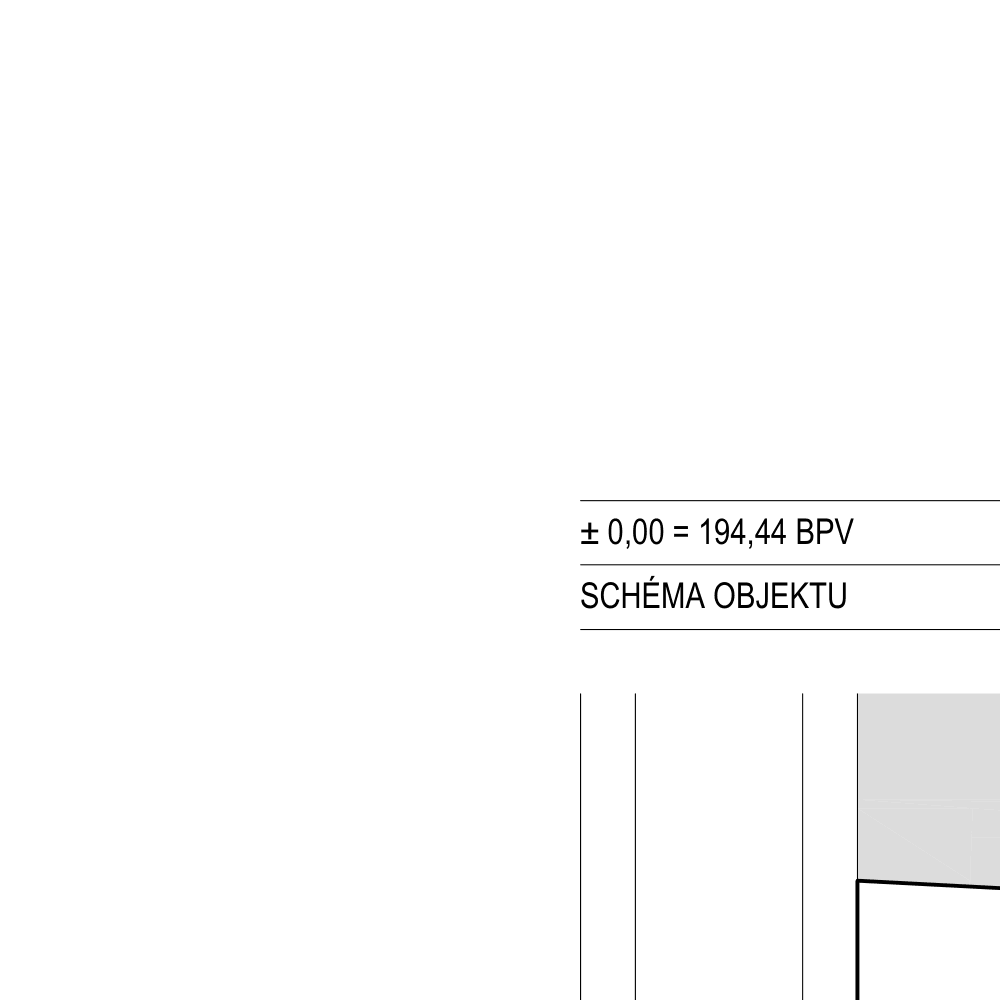 ± 0,00 = 194,44 BPV
SCHÉMA OBJEKTU